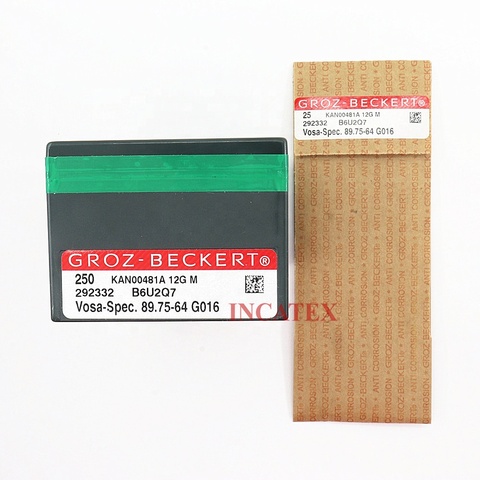 GROZ-BECKERT®
250 KAN00481A 12G M
292332 B6U2Q7
Vosa-Spec. 89.75-64 G016
INCATEX
GROZ-BECKERT®
25 KAN00481A 12G M
292332 B6U2Q7
Vosa-Spec. 89.75-64 G016
ANTI CORROSION